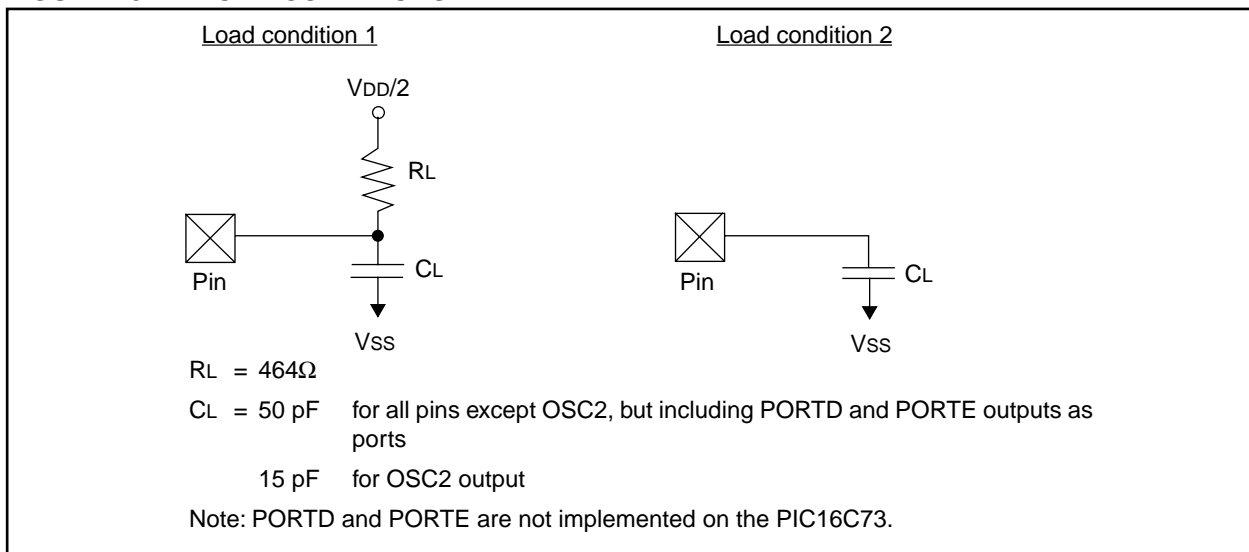 Load condition 1
Load condition 2
VDD/2
RL
Pin
CL
VSS
Pin
CL
VSS
RL = 464Ω
CL = 50 pF for all pins except OSC2, but including PORTD and PORTE outputs as
ports
15 pF for OSC2 output
Note: PORTD and PORTE are not implemented on the PIC16C73.